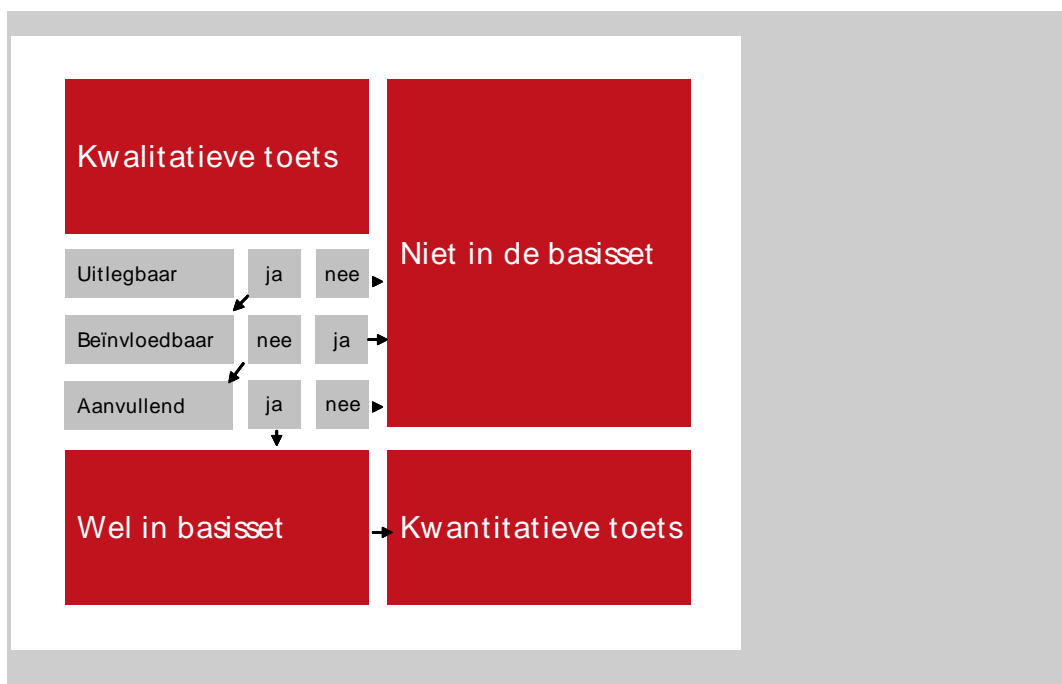 Kwalitatieve toets
Niet in de basisset
Uitlegbaar ja nee
Beïnvloedbaar nee ja
Aanvullend ja nee
Wel in basisset
Kwantitatieve toets